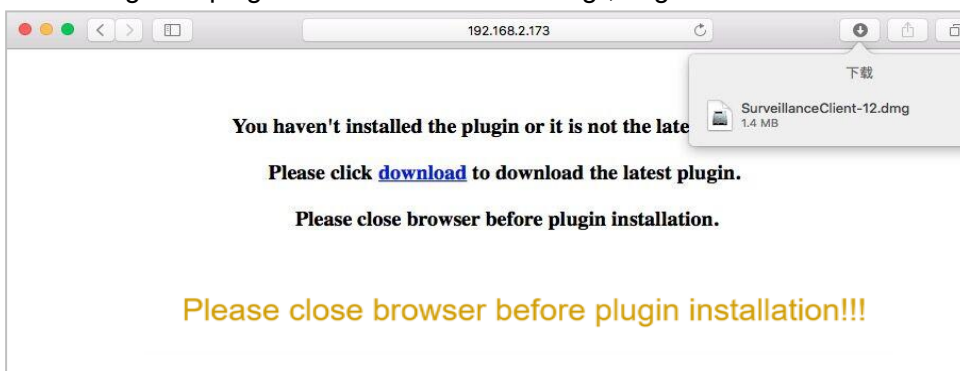 192.168.2.173
下载
SurveillanceClient-12.dmg
1.4 MB
You haven't installed the plugin or it is not the late
Please click download to download the latest plugin.
Please close browser before plugin installation.
Please close browser before plugin installation!!!